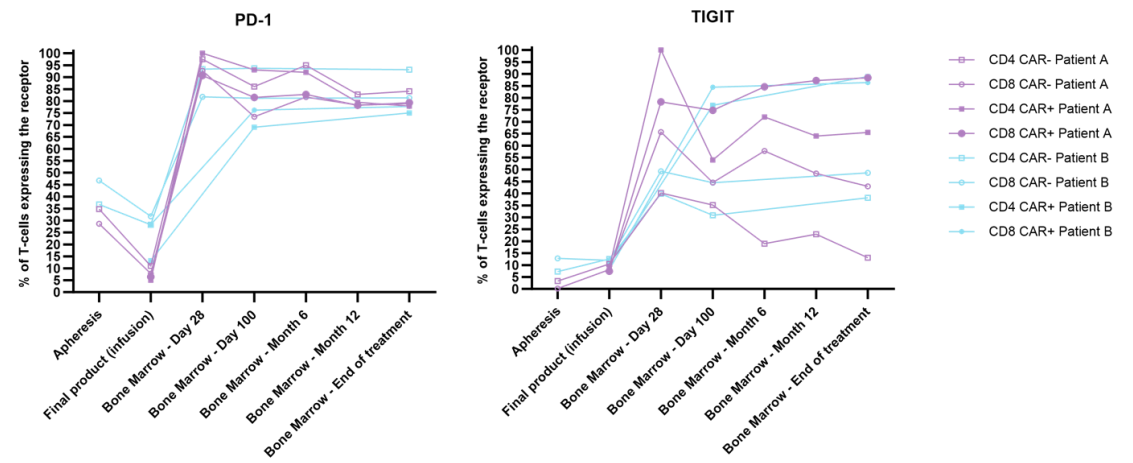 PD-1
% of T-cells expressing the receptor
100
95
90
85
80
75
70
65
60
55
50
45
40
35
30
25
20
15
10
5
0
Apheresis
Final product (infusion)
Bone Marrow - Day 28
Bone Marrow - Day 100
Bone Marrow - Month 6
Bone Marrow - Month 12
Bone Marrow - End of treatment
TIGIT
% of T-cells expressing the receptor
100
95
90
85
80
75
70
65
60
55
50
45
40
35
30
25
20
15
10
5
0
Apheresis
Final product (infusion)
Bone Marrow - Day 28
Bone Marrow - Day 100
Bone Marrow - Month 6
Bone Marrow - Month 12
Bone Marrow - End of treatment
CD4 CAR- Patient A
CD8 CAR- Patient A
CD4 CAR+ Patient A
CD8 CAR+ Patient A
CD4 CAR- Patient B
CD8 CAR- Patient B
CD4 CAR+ Patient B
CD8 CAR+ Patient B